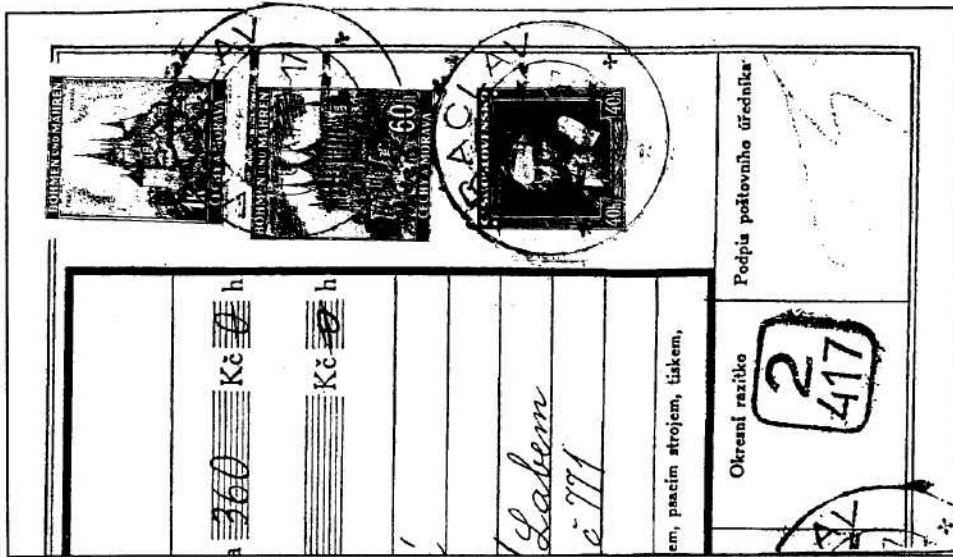 BÖHMEN UND MÄHREN
ČECHY A MORAVA
BÖHMEN UND MÄHREN
60
ČECHY A MORAVA
17
40
40
360 Kč 0 h
Kč 0 h
Labem
č 771
em, psacím strojem, tiskem,
Podpis poštovního úředníka
Okresní razítko
2
417